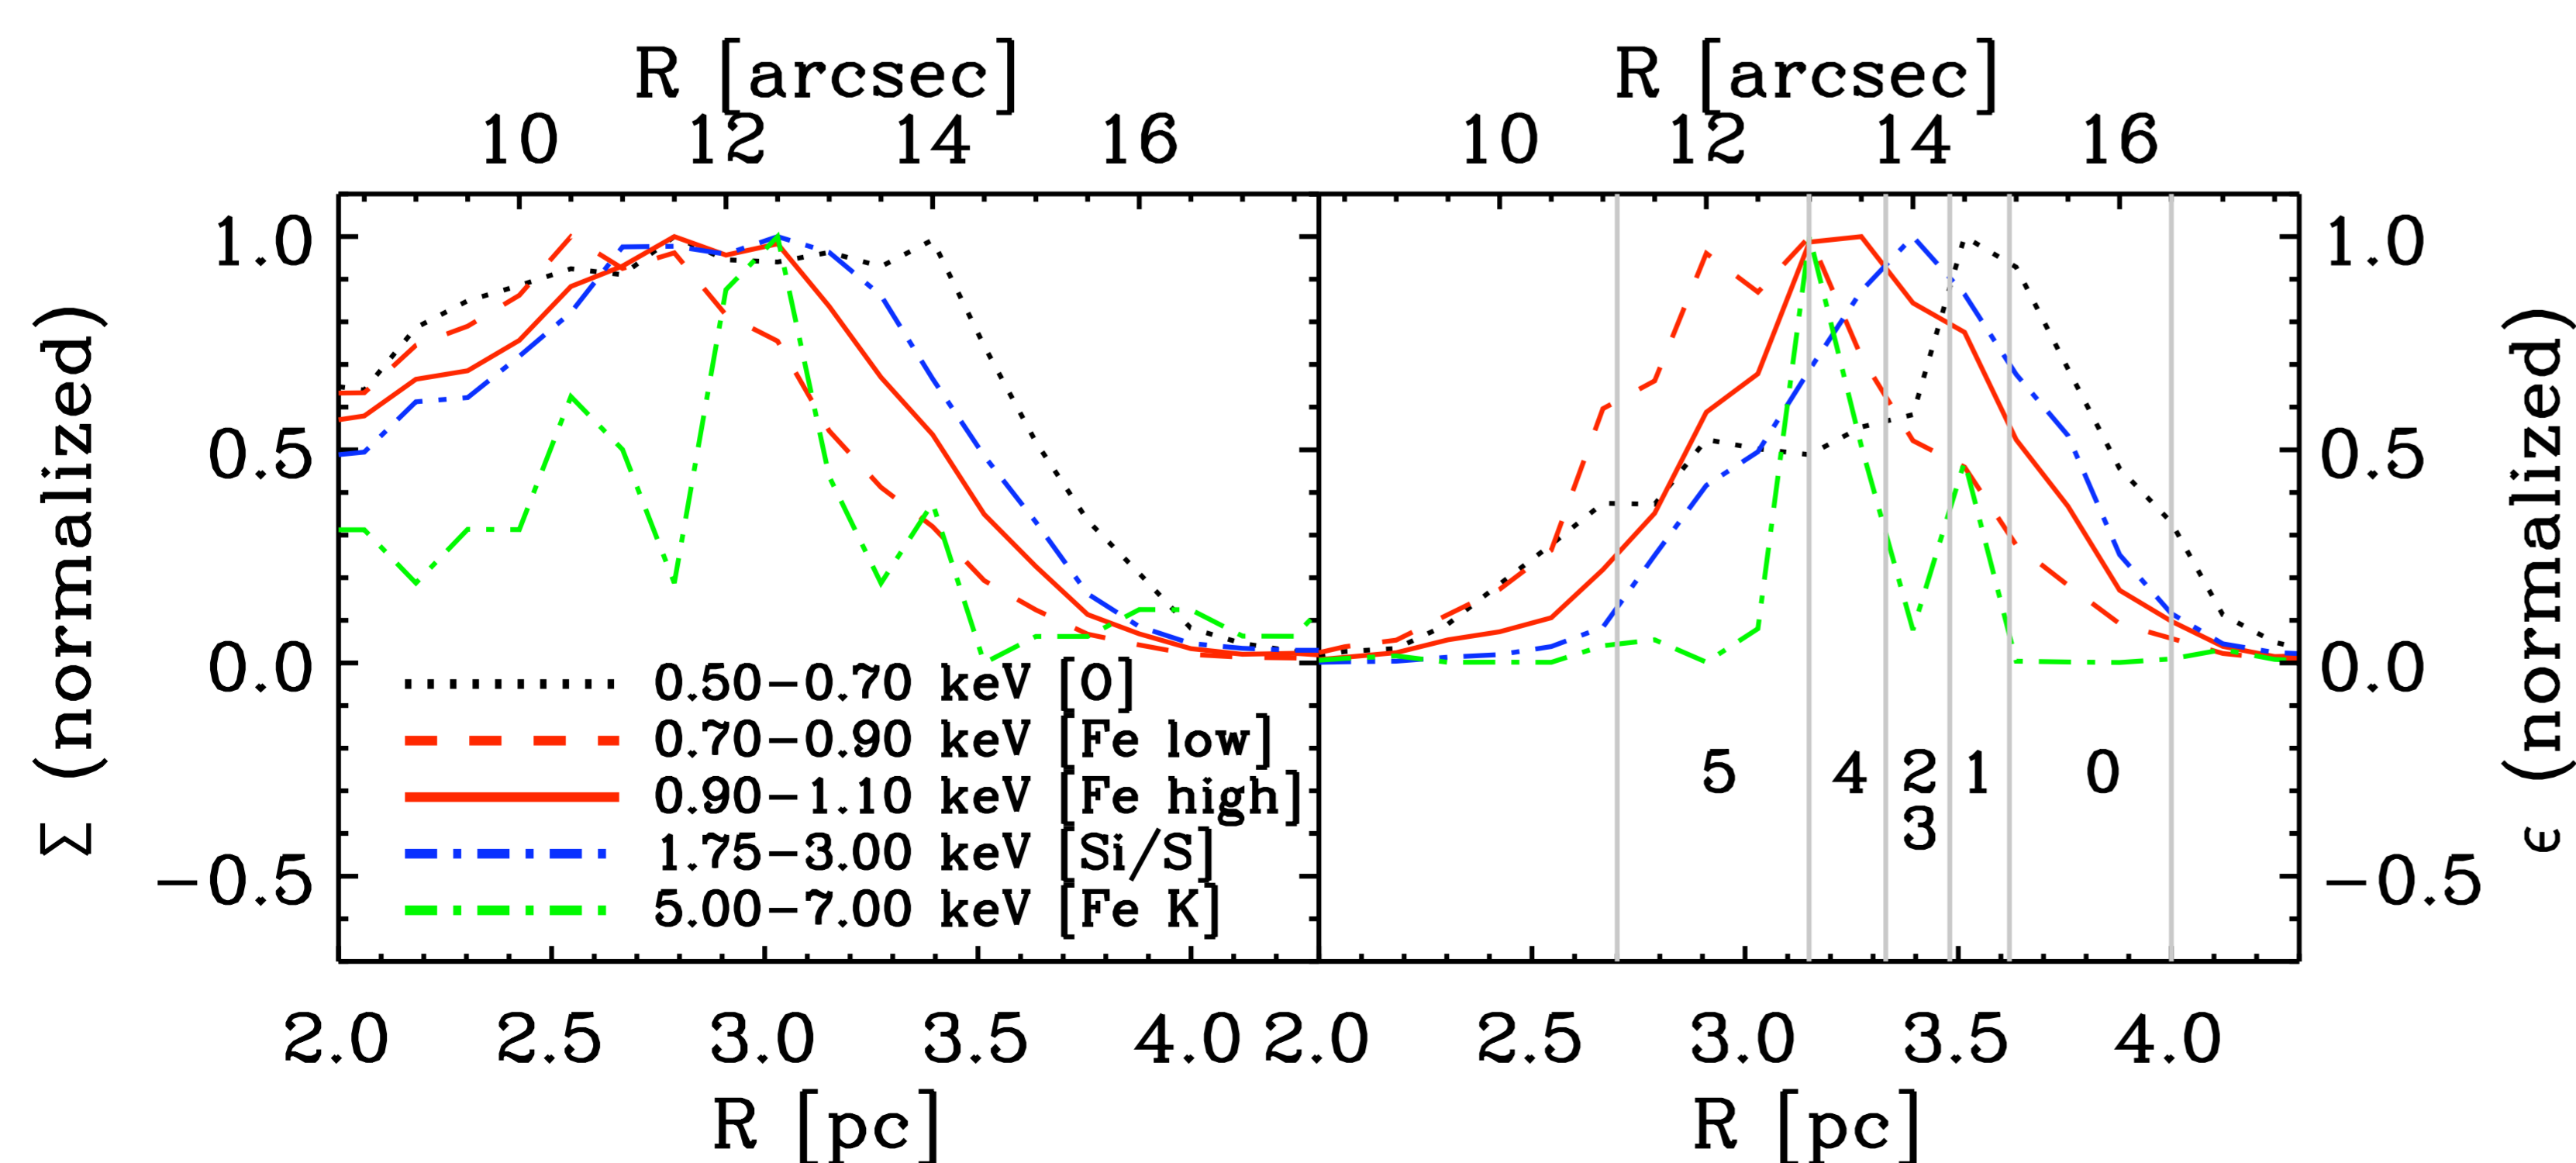 R [arcsec] R [arcsec]
10 12 14 16 10 12 14 16
1.0 1.0
0.5 0.5
0.0 0.0
−0.5 −0.5
Σ (normalized)
ϵ (normalized)
0.50−0.70 keV [O]
0.70−0.90 keV [Fe low]
0.90−1.10 keV [Fe high]
1.75−3.00 keV [Si/S]
5.00−7.00 keV [Fe K]
5 4 2 1 0
3
2.0 2.5 3.0 3.5 4.0 2.0 2.5 3.0 3.5 4.0
R [pc] R [pc]